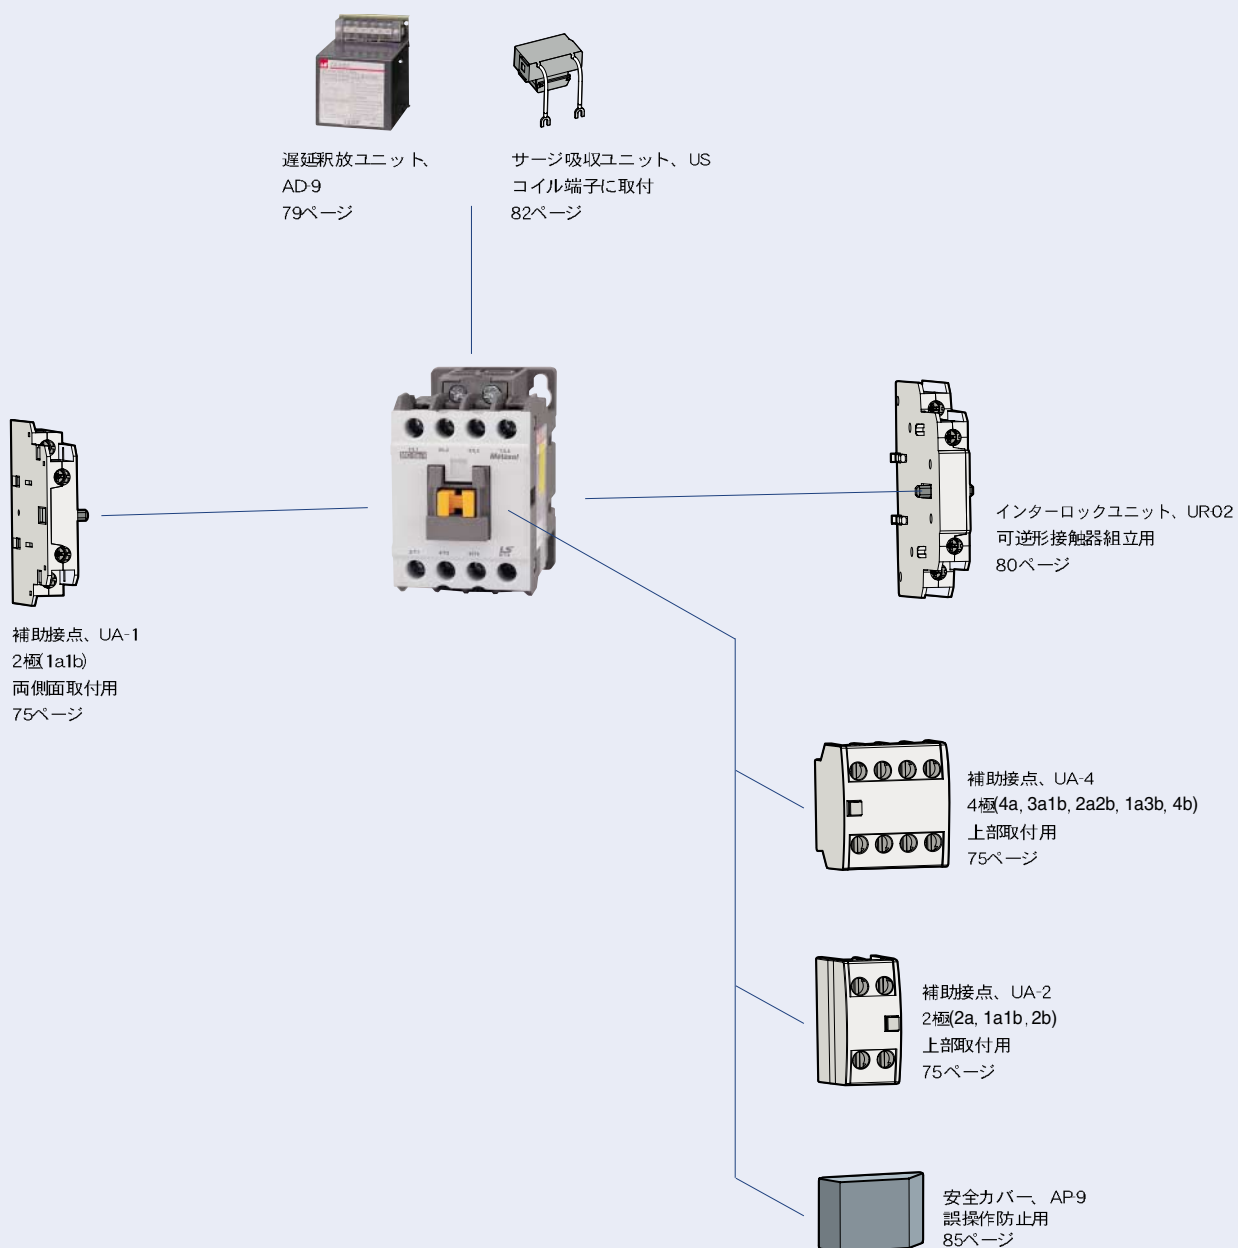 遅延釈放ユニット、
AD-9
79ページ
サージ吸収ユニット、US
コイル端子に取付
82ページ
Metasol
LS
インターロックユニット、UR-02
可逆形接触器組立用
80ページ
補助接点、UA-1
2極(1a1b)
両側面取付用
75ページ
補助接点、UA-4
4極(4a, 3a1b, 2a2b, 1a3b, 4b)
上部取付用
75ページ
補助接点、UA-2
2極(2a, 1a1b, 2b)
上部取付用
75ページ
安全カバー、AP-9
誤操作防止用
85ページ